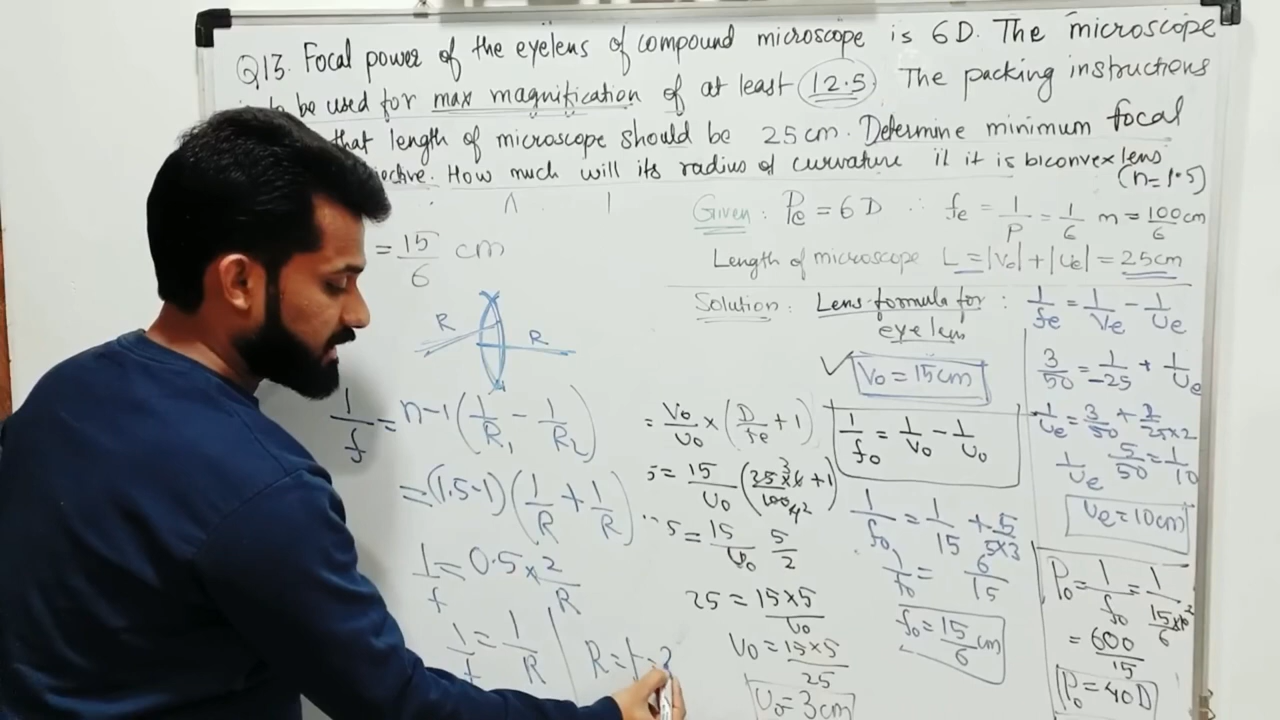 Q13. Focal power of the eyelens of compound microscope is 6D. The microscope
to be used for max magnification of at least 12.5. The packing instructions
that length of microscope should be 25cm. Determine minimum focal
How much will its radius of curvature if it is biconvex lens
(n=1.5)
Given: Pe = 6D ∴ fe = 1/P = 1/6 m = 100/6 cm
Length of microscope L = |Vo| + |Ue| = 25cm
= 15/6 cm
R
R
Solution: Lens formula for eyelens: 1/fe = 1/Ve - 1/Ue
✓ Vo = 15cm
3/50 = 1/-25 + 1/Ue
1/Ue = 3/50 + 2/25×2
1/Ue 5/50 = 1/10
Ue = 10cm
1/f = n-1 (1/R1 - 1/R2)
= (1.5-1) (1/R + 1/R)
1/f = 0.5 × 2/R
1/f = 1/R
R = f =
= Vo/Uo × (D/fe + 1)
5 = 15/Uo (25×6/100 + 1)
5 = 15/Uo 5/2
25 = 15×5/Uo
Uo = 15×5/25
Uo = 3cm
1/fo = 1/Vo - 1/Uo
1/fo = 1/15 + 5/5×3
1/fo = 6/15
fo = 15/6 cm
Po = 1/fo = 1/15/6×10²
= 600/15
Po = 40D